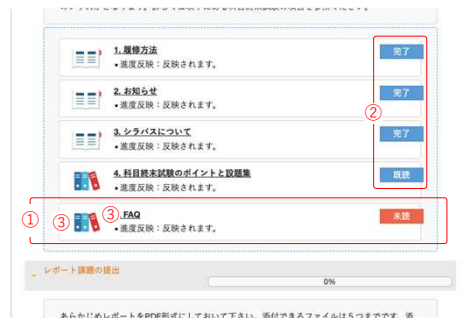 1. 履修方法
完了
•進度反映：反映されます。
2. お知らせ
完了
•進度反映：反映されます。
②
3. シラバスについて
完了
•進度反映：反映されます。
4. 科目終末試験のポイントと設題集
既読
•進度反映：反映されます。
① ③ ③ . FAQ
未読
•進度反映：反映されます。
レポート課題の提出
0%
あらかじめレポートをPDF形式にしておいて下さい。添付できるファイルは５つまでです。添